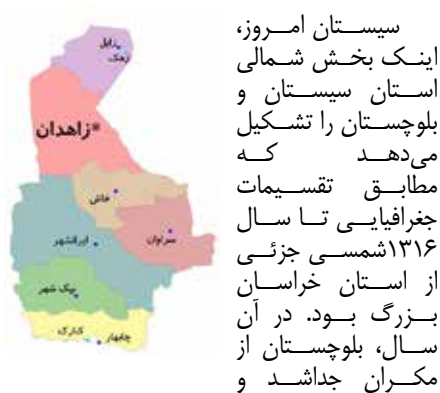 سیستان امروز،
اینک بخش شمالی
استان سیستان و
بلوچستان را تشکیل
می‌دهد که
مطابق تقسیمات
جغرافیایی تا سال
۱۳۱۶شمسی جزئی
از استان خراسان
بزرگ بود. در آن
سال، بلوچستان از
مکران جداشد و
زابل
زهک
زاهدان*
خاش
سراوان
ایرانشهر
نیک شهر
کنارک
چابهار